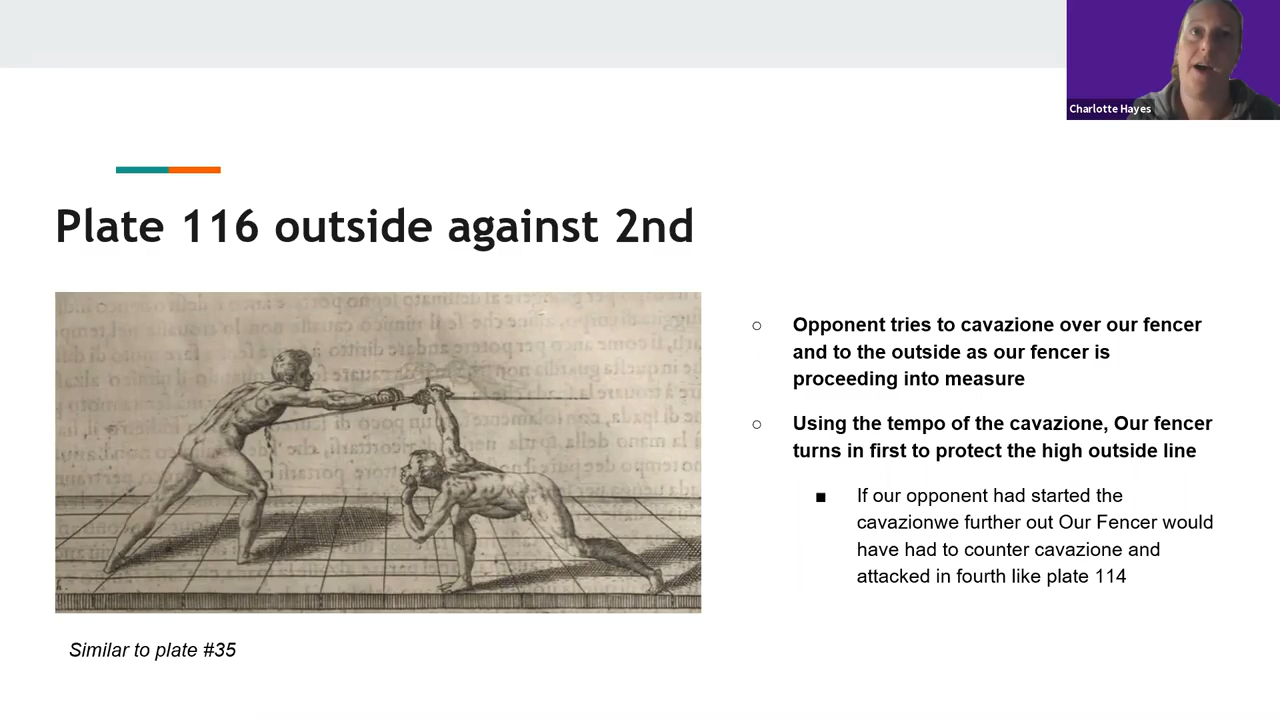 Charlotte Hayes
Plate 116 outside against 2nd
○ Opponent tries to cavazione over our fencer
and to the outside as our fencer is
proceeding into measure
○ Using the tempo of the cavazione, Our fencer
turns in first to protect the high outside line
■ If our opponent had started the
cavazionwe further out Our Fencer would
have had to counter cavazione and
attacked in fourth like plate 114
Similar to plate #35